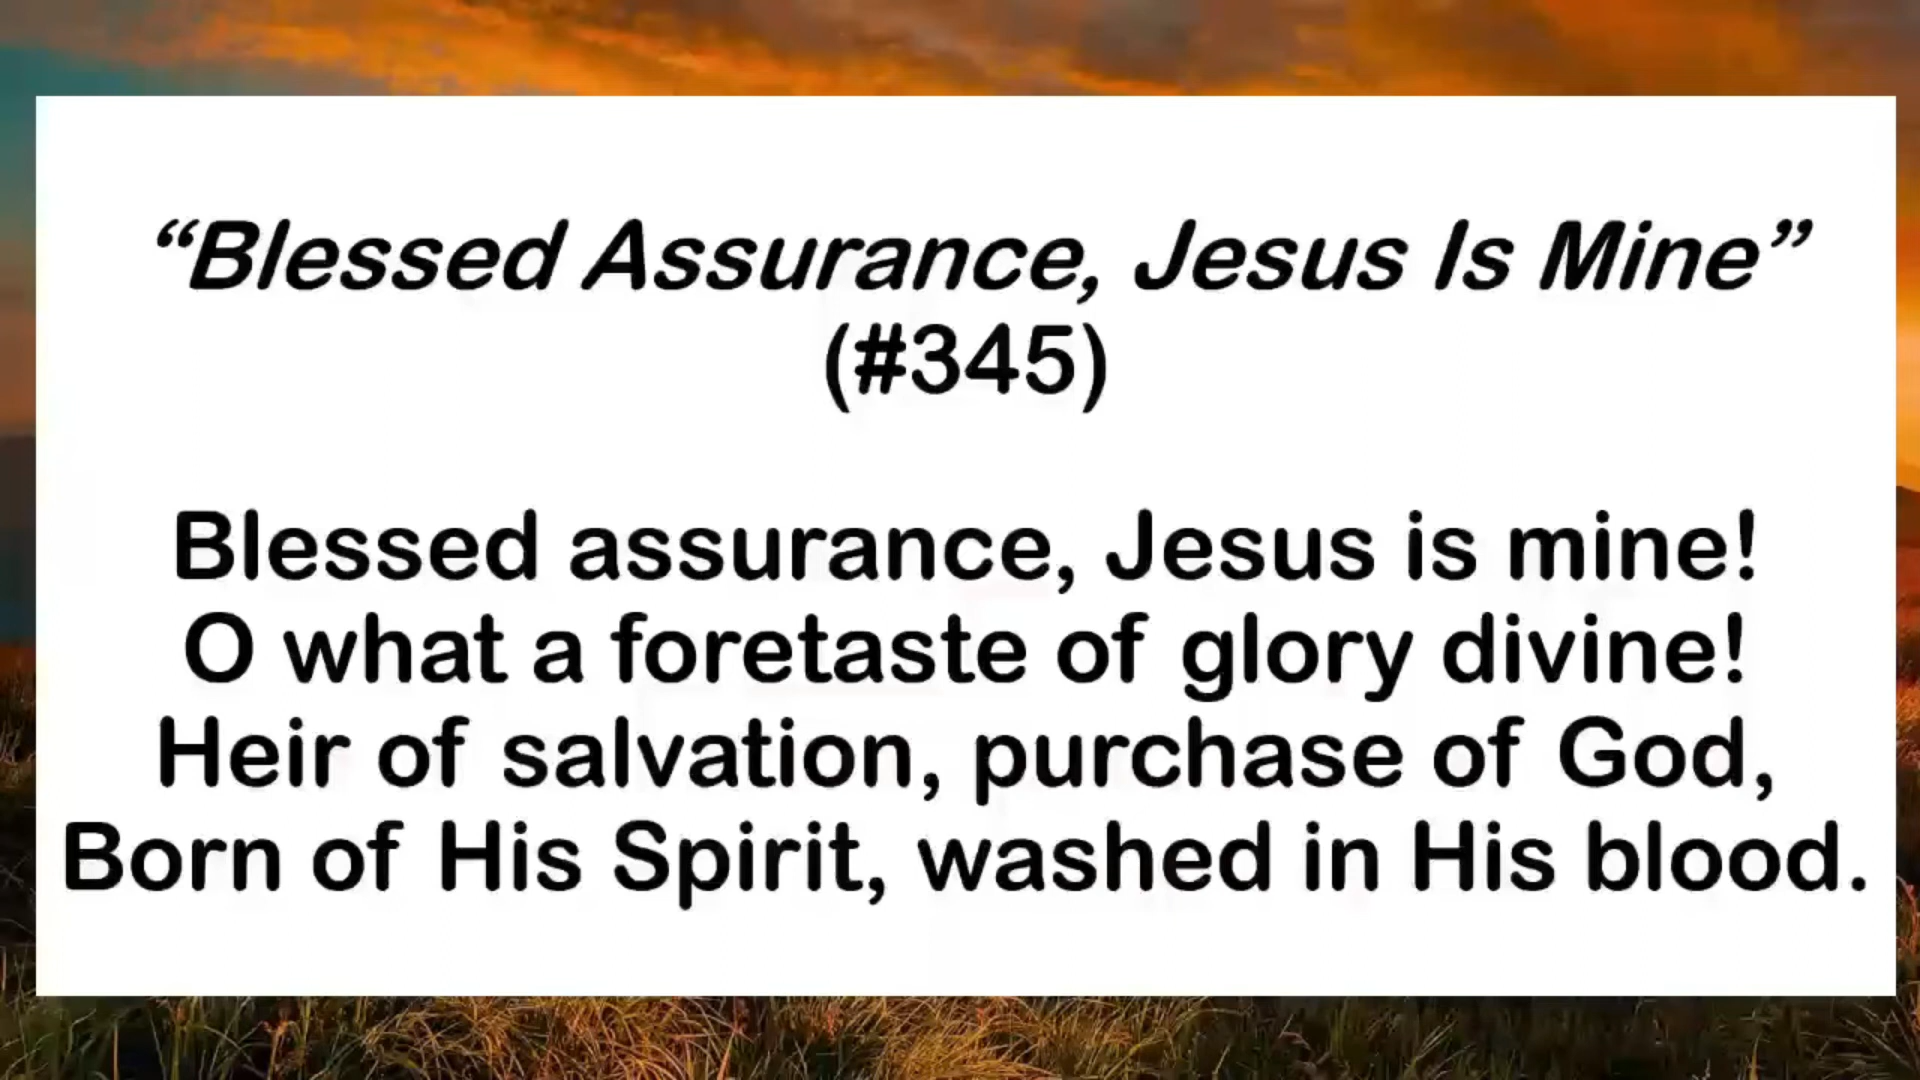 “Blessed Assurance, Jesus Is Mine”
(#345)
Blessed assurance, Jesus is mine!
O what a foretaste of glory divine!
Heir of salvation, purchase of God,
Born of His Spirit, washed in His blood.